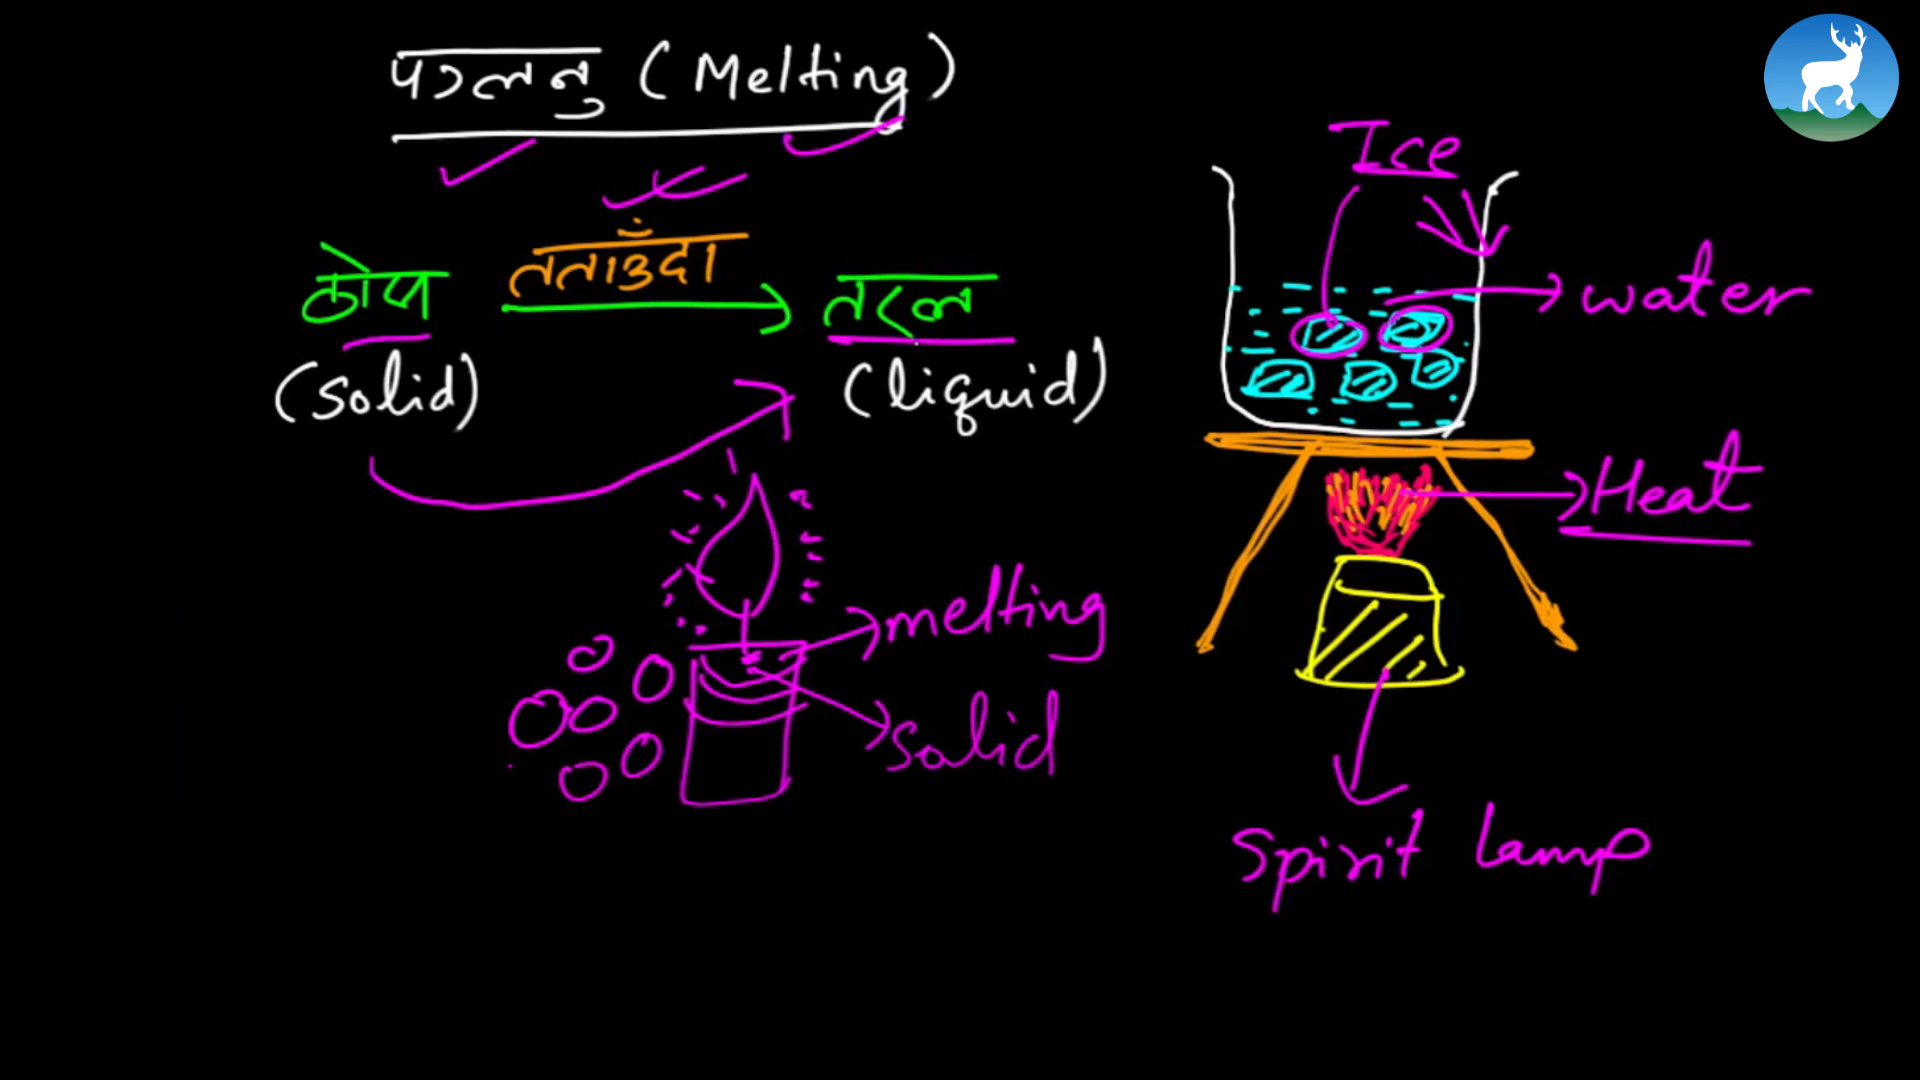 पग्लनु (Melting)
ठोस तताउँदा तरल
(solid) (liquid)
Ice
water
Heat
melting
solid
Spirit lamp